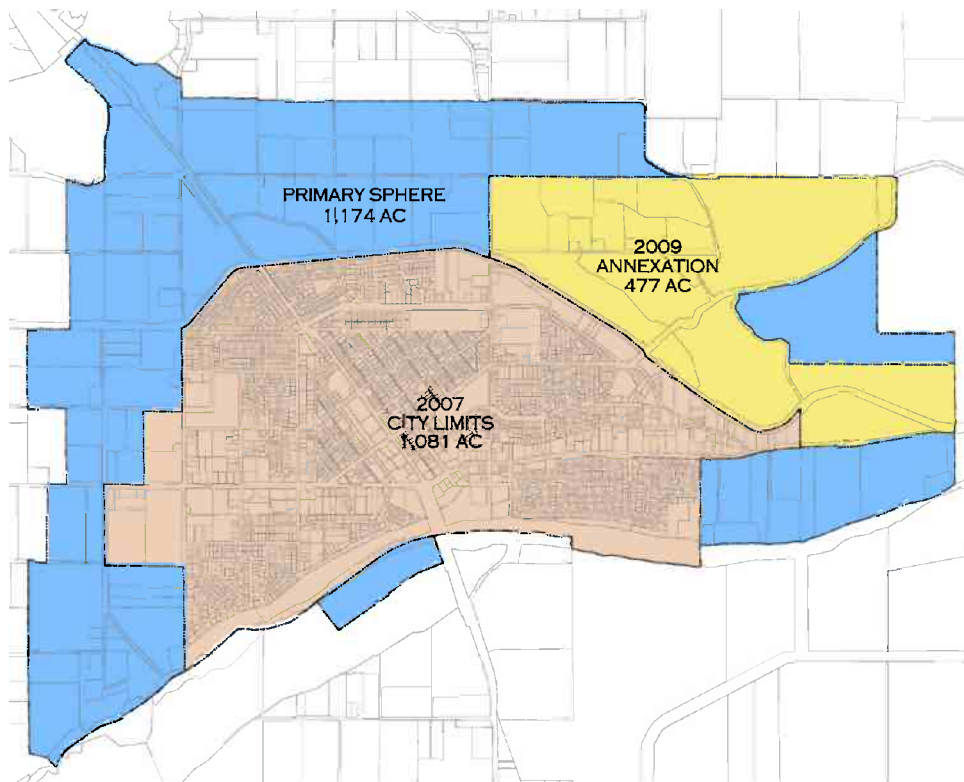 PRIMARY SPHERE
1,174 AC
2009
ANNEXATION
477 AC
2007
CITY LIMITS
1,081 AC